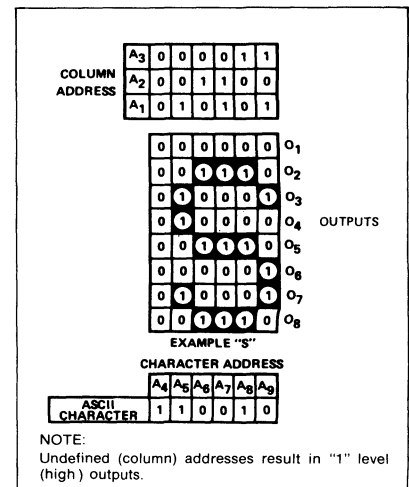 A3 0 0 0 0 1 1
COLUMN ADDRESS
A2 0 0 1 1 0 0
A1 0 1 0 1 0 1
0 0 0 0 0 0 O1
0 0 1 1 1 0 O2
0 1 0 0 0 1 O3
0 1 0 0 0 0 O4 OUTPUTS
0 0 1 1 1 0 O5
0 0 0 0 0 1 O6
0 1 0 0 0 1 O7
0 0 1 1 1 0 O8
EXAMPLE "S"
CHARACTER ADDRESS
A4 A5 A6 A7 A8 A9
ASCII CHARACTER 1 1 0 0 1 0
NOTE:
Undefined (column) addresses result in "1" level
(high) outputs.